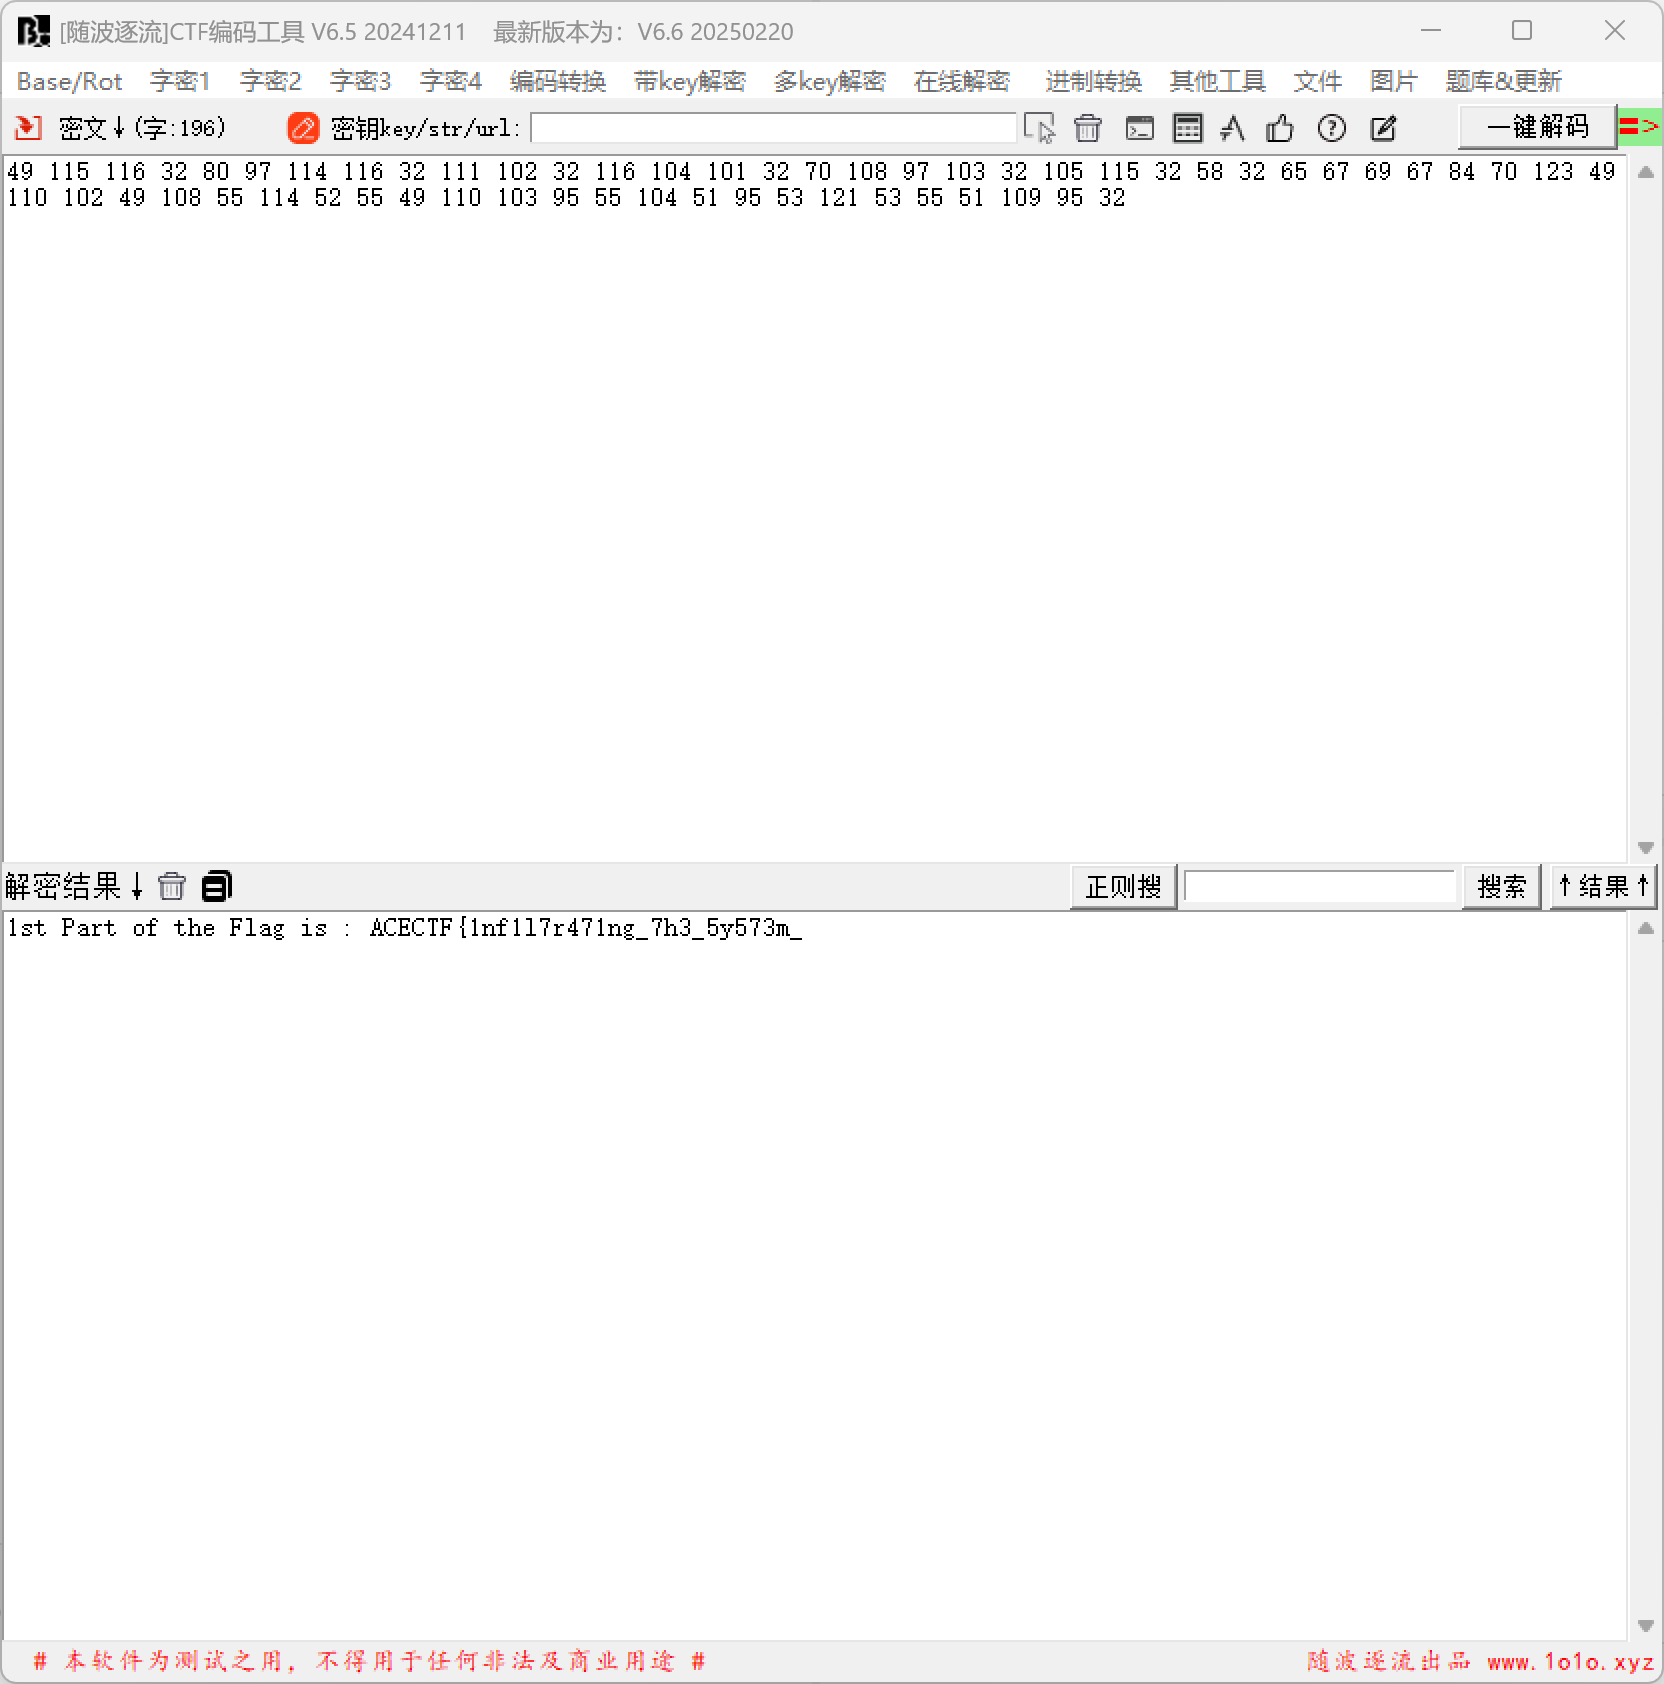 [随波逐流]CTF编码工具 V6.5 20241211 最新版本为：V6.6 20250220
Base/Rot 字密1 字密2 字密3 字密4 编码转换 带key解密 多key解密 在线解密 进制转换 其他工具 文件 图片 题库&更新
密文↓(字:196) 密钥key/str/url: 一键解码 =>
49 115 116 32 80 97 114 116 32 111 102 32 116 104 101 32 70 108 97 103 32 105 115 32 58 32 65 67 69 67 84 70 123 49
110 102 49 108 55 114 52 55 49 110 103 95 55 104 51 95 53 121 53 55 51 109 95 32
解密结果↓ 正则搜 搜索 ↑结果↑
1st Part of the Flag is : ACECTF{1nf1l7r471ng_7h3_5y573m_
# 本软件为测试之用，不得用于任何非法及商业用途 # 随波逐流出品 www.1o1o.xyz